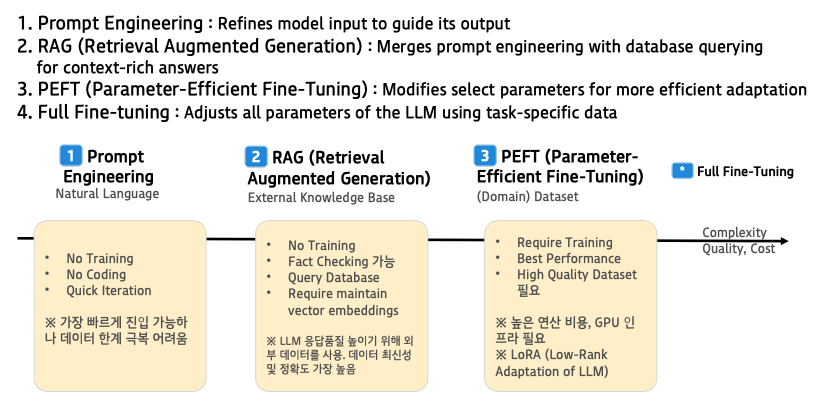 1. Prompt Engineering : Refines model input to guide its output
2. RAG (Retrieval Augmented Generation) : Merges prompt engineering with database querying
for context-rich answers
3. PEFT (Parameter-Efficient Fine-Tuning) : Modifies select parameters for more efficient adaptation
4. Full Fine-tuning : Adjusts all parameters of the LLM using task-specific data
1 Prompt
Engineering
Natural Language
• No Training
• No Coding
• Quick Iteration
※ 가장 빠르게 진입 가능하
나 데이터 한계 극복 어려움
2 RAG (Retrieval
Augmented Generation)
External Knowledge Base
• No Training
• Fact Checking 가능
• Query Database
• Require maintain
vector embeddings
※ LLM 응답품질 높이기 위해 외
부 데이터를 사용. 데이터 최신성
및 정확도 가장 높음
3 PEFT (Parameter-
Efficient Fine-Tuning)
(Domain) Dataset
• Require Training
• Best Performance
• High Quality Dataset
필요
※ 높은 연산 비용, GPU 인
프라 필요
※ LoRA (Low-Rank
Adaptation of LLM)
* Full Fine-Tuning
Complexity
Quality, Cost